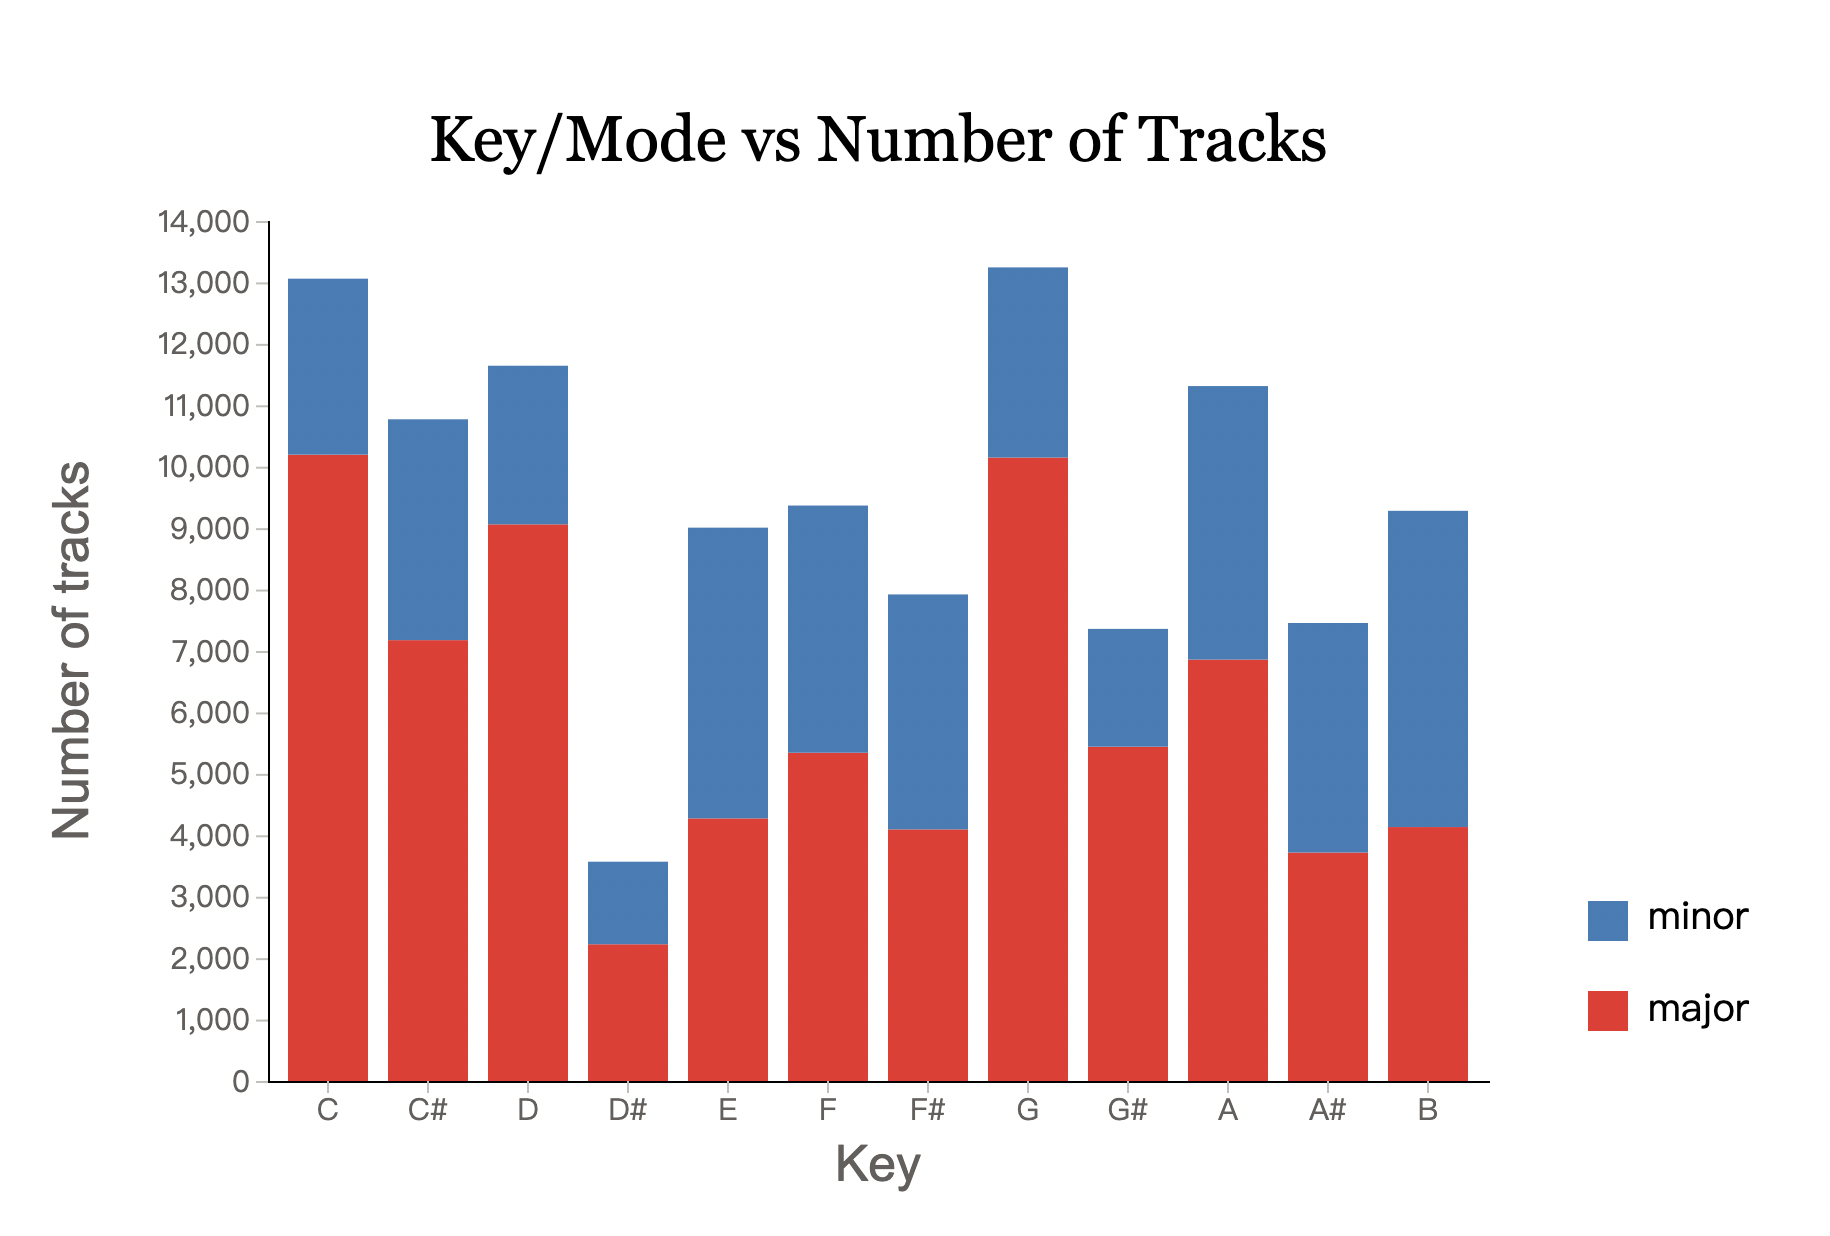 Key/Mode vs Number of Tracks
14,000
13,000
12,000
11,000
10,000
9,000
8,000
7,000
6,000
5,000
4,000
3,000
2,000
1,000
0
Number of tracks
C C# D D# E F F# G G# A A# B
Key
minor
major